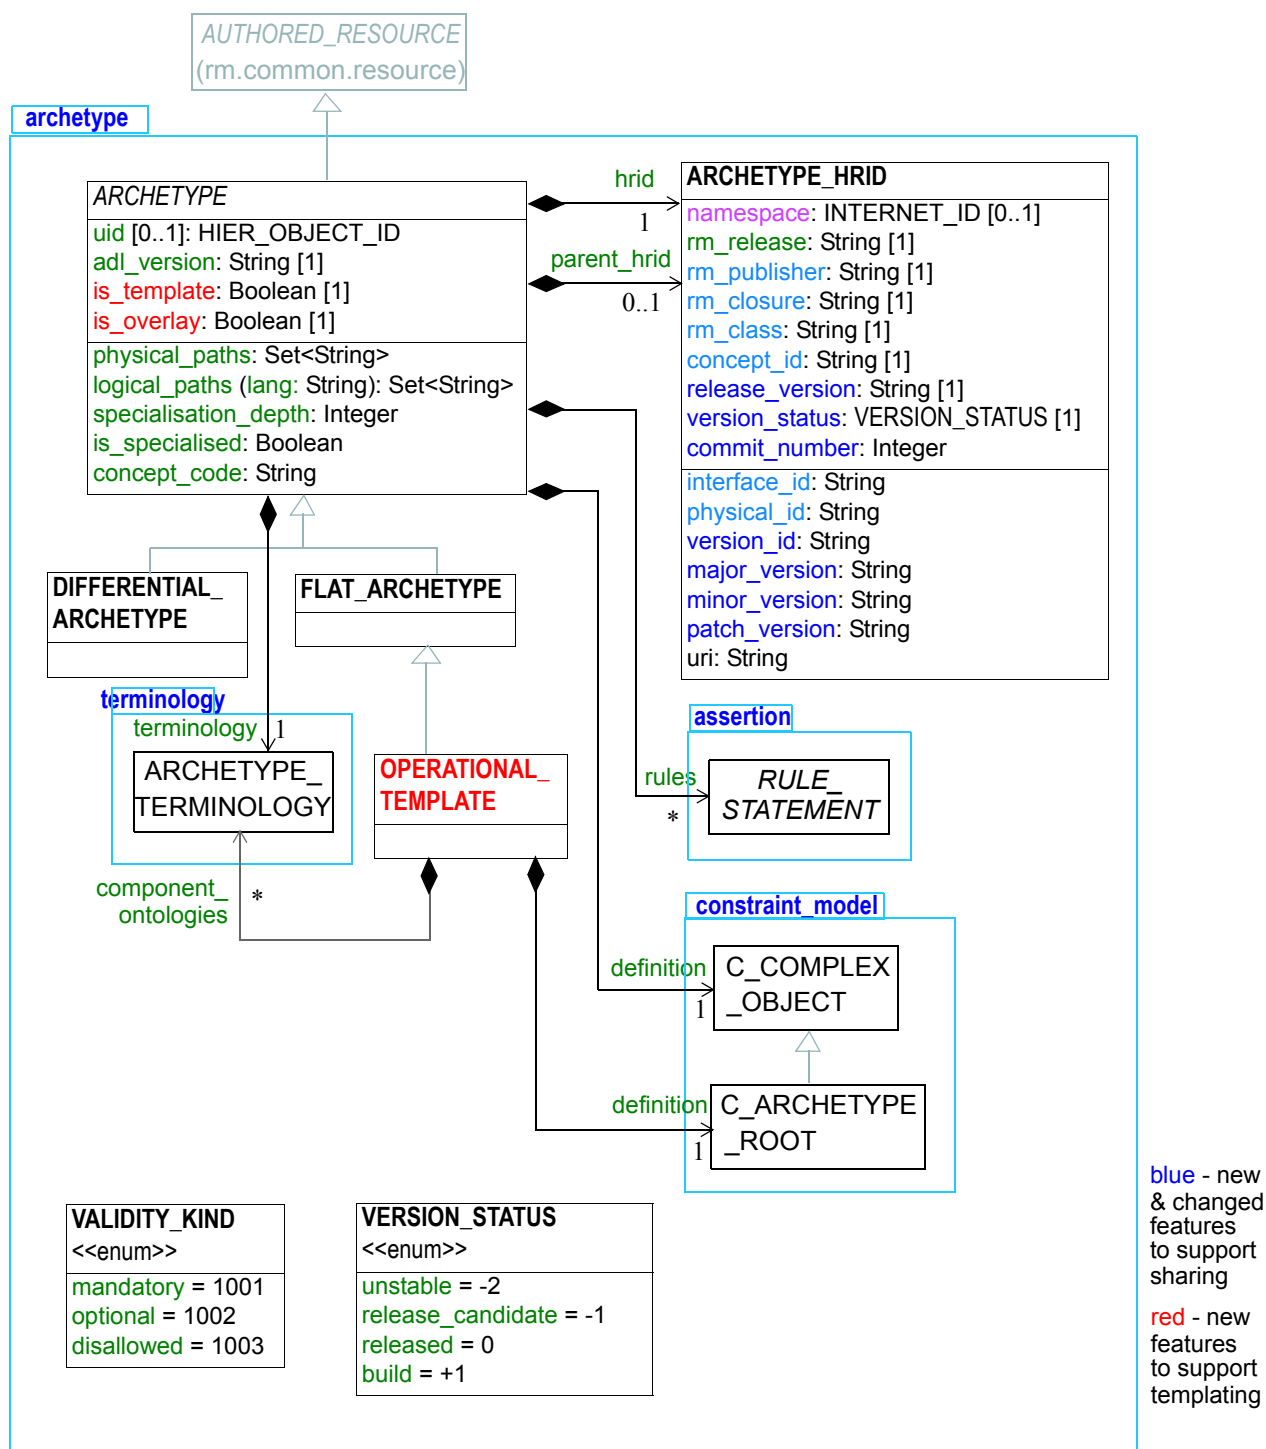 AUTHORED_RESOURCE
(rm.common.resource)
archetype
ARCHETYPE
uid [0..1]: HIER_OBJECT_ID
adl_version: String [1]
is_template: Boolean [1]
is_overlay: Boolean [1]
physical_paths: Set<String>
logical_paths (lang: String): Set<String>
specialisation_depth: Integer
is_specialised: Boolean
concept_code: String
hrid
1
parent_hrid
0..1
ARCHETYPE_HRID
namespace: INTERNET_ID [0..1]
rm_release: String [1]
rm_publisher: String [1]
rm_closure: String [1]
rm_class: String [1]
concept_id: String [1]
release_version: String [1]
version_status: VERSION_STATUS [1]
commit_number: Integer
interface_id: String
physical_id: String
version_id: String
major_version: String
minor_version: String
patch_version: String
uri: String
DIFFERENTIAL_
ARCHETYPE
FLAT_ARCHETYPE
terminology
terminology 1
ARCHETYPE_
TERMINOLOGY
OPERATIONAL_
TEMPLATE
component_
ontologies
*
assertion
rules
*
RULE_
STATEMENT
constraint_model
definition
1
C_COMPLEX
_OBJECT
definition
1
C_ARCHETYPE
_ROOT
VALIDITY_KIND
<<enum>>
mandatory = 1001
optional = 1002
disallowed = 1003
VERSION_STATUS
<<enum>>
unstable = -2
release_candidate = -1
released = 0
build = +1
blue - new
& changed
features
to support
sharing
red - new
features
to support
templating